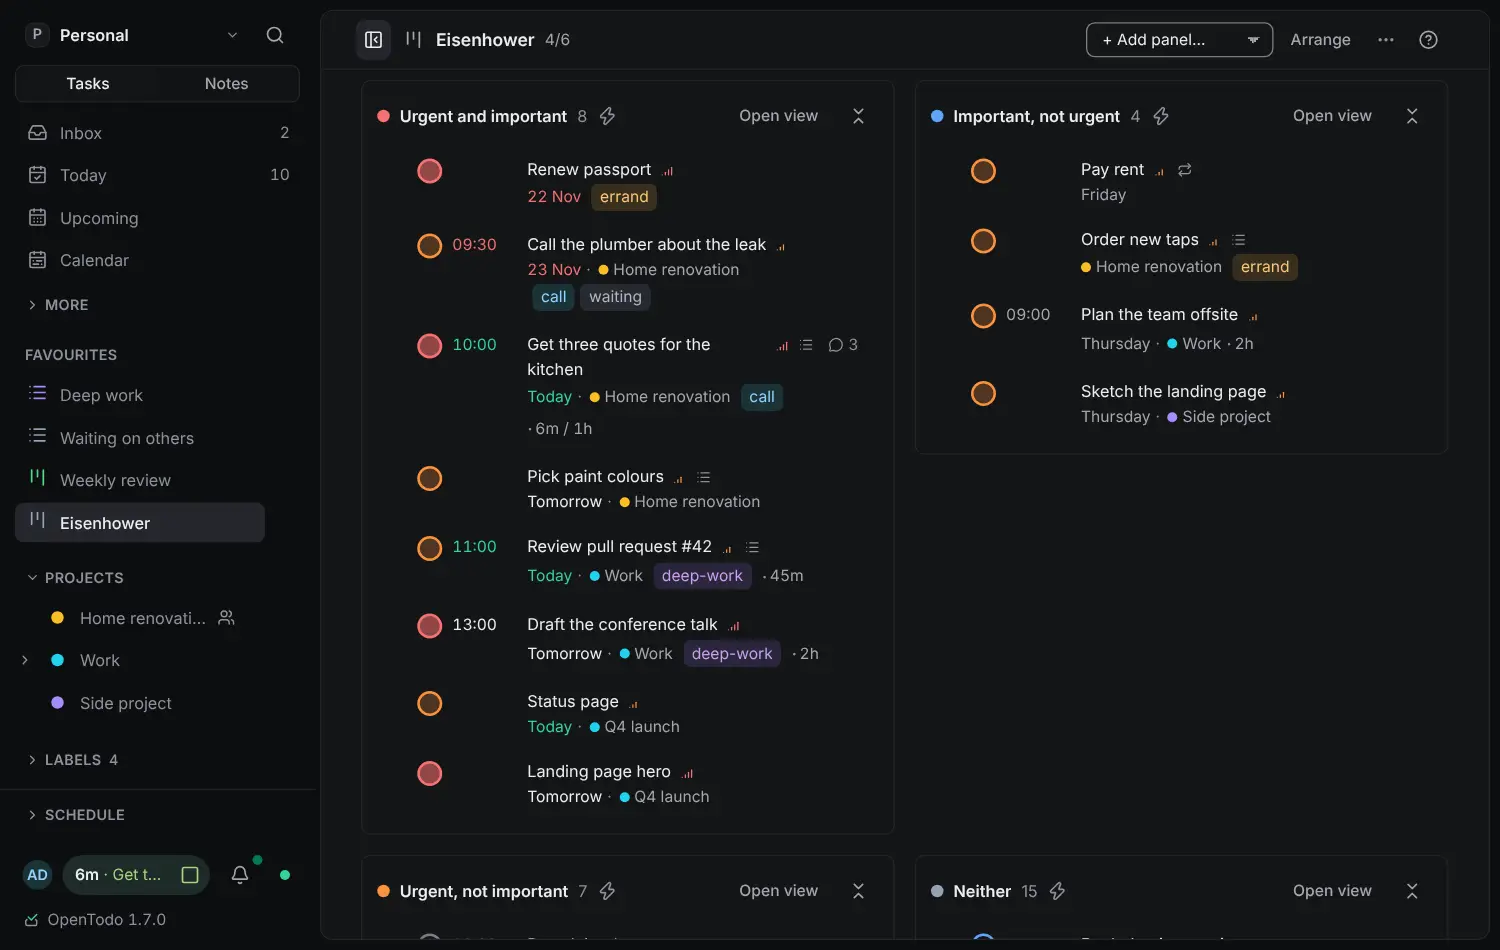 P Personal
Tasks Notes
Inbox 2
Today 10
Upcoming
Calendar
MORE
FAVOURITES
Deep work
Waiting on others
Weekly review
Eisenhower
PROJECTS
Home renovati...
Work
Side project
LABELS 4
SCHEDULE
AD 6m · Get t...
OpenTodo 1.7.0
Eisenhower 4/6
+ Add panel... Arrange
Urgent and important 8 Open view
Renew passport
22 Nov errand
09:30 Call the plumber about the leak
23 Nov · Home renovation
call waiting
10:00 Get three quotes for the 3
kitchen
Today · Home renovation call
· 6m / 1h
Pick paint colours
Tomorrow · Home renovation
11:00 Review pull request #42
Today · Work deep-work · 45m
13:00 Draft the conference talk
Tomorrow · Work deep-work · 2h
Status page
Today · Q4 launch
Landing page hero
Tomorrow · Q4 launch
Important, not urgent 4 Open view
Pay rent
Friday
Order new taps
Home renovation errand
09:00 Plan the team offsite
Thursday · Work · 2h
Sketch the landing page
Thursday · Side project
Urgent, not important 7 Open view
Neither 15 Open view